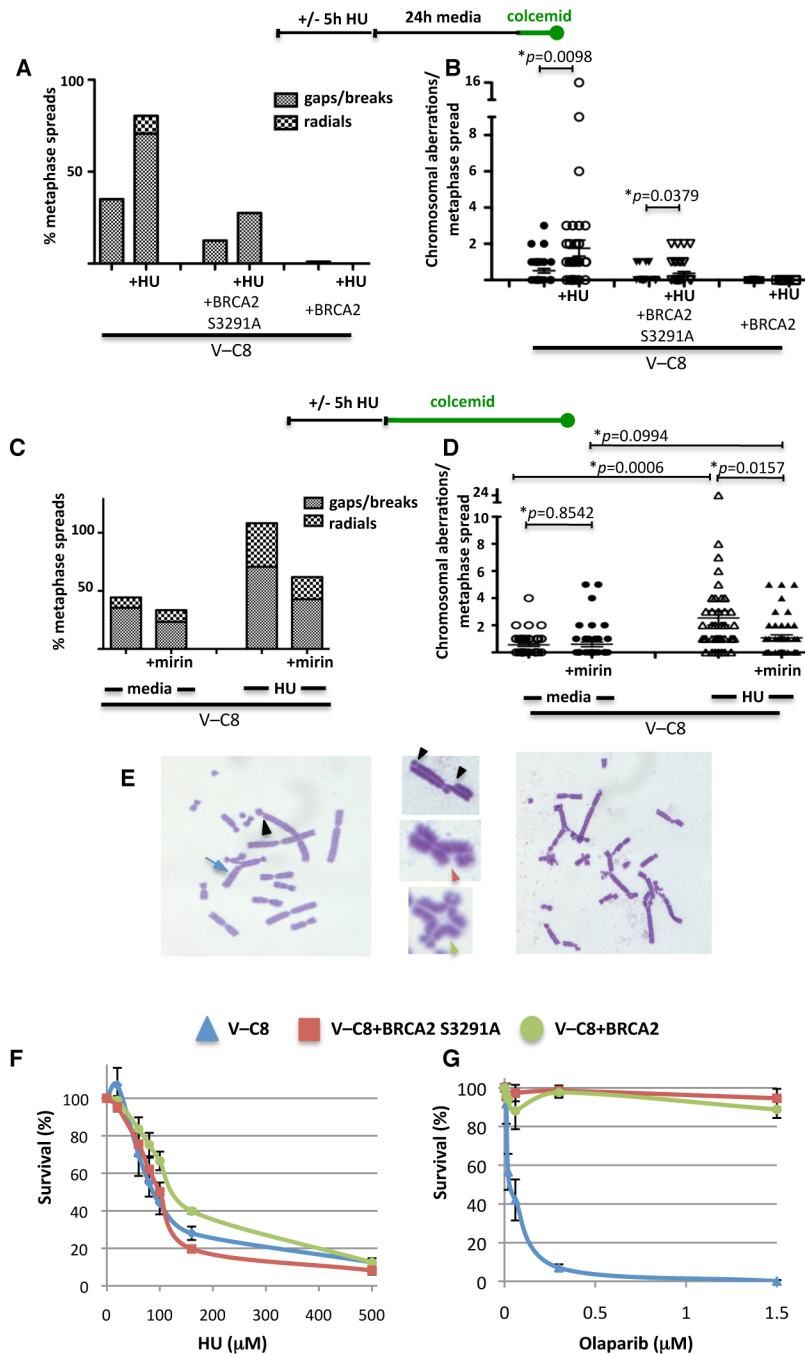 +/- 5h HU
24h media
colcemid
A
% metaphase spreads
100
50
gaps/breaks
radials
+HU
+HU
+HU
+BRCA2
S3291A
+BRCA2
V–C8
B
Chromosomal aberrations/
metaphase spread
16
8
6
4
2
*p=0.0098
*p=0.0379
+HU
+HU
+HU
+BRCA2
S3291A
+BRCA2
V–C8
+/- 5h HU
colcemid
C
% metaphase spreads
100
50
gaps/breaks
radials
+mirin
+mirin
media
HU
V–C8
D
Chromosomal aberrations/
metaphase spread
24
10
8
6
4
2
*p=0.0994
*p=0.0006
*p=0.0157
*p=0.8542
+mirin
+mirin
media
HU
V–C8
E
V–C8
V–C8+BRCA2 S3291A
V–C8+BRCA2
F
Survival (%)
100
80
60
40
20
0
0
100
200
300
400
500
HU (µM)
G
Survival (%)
100
80
60
40
20
0
0
0.5
1
1.5
Olaparib (µM)